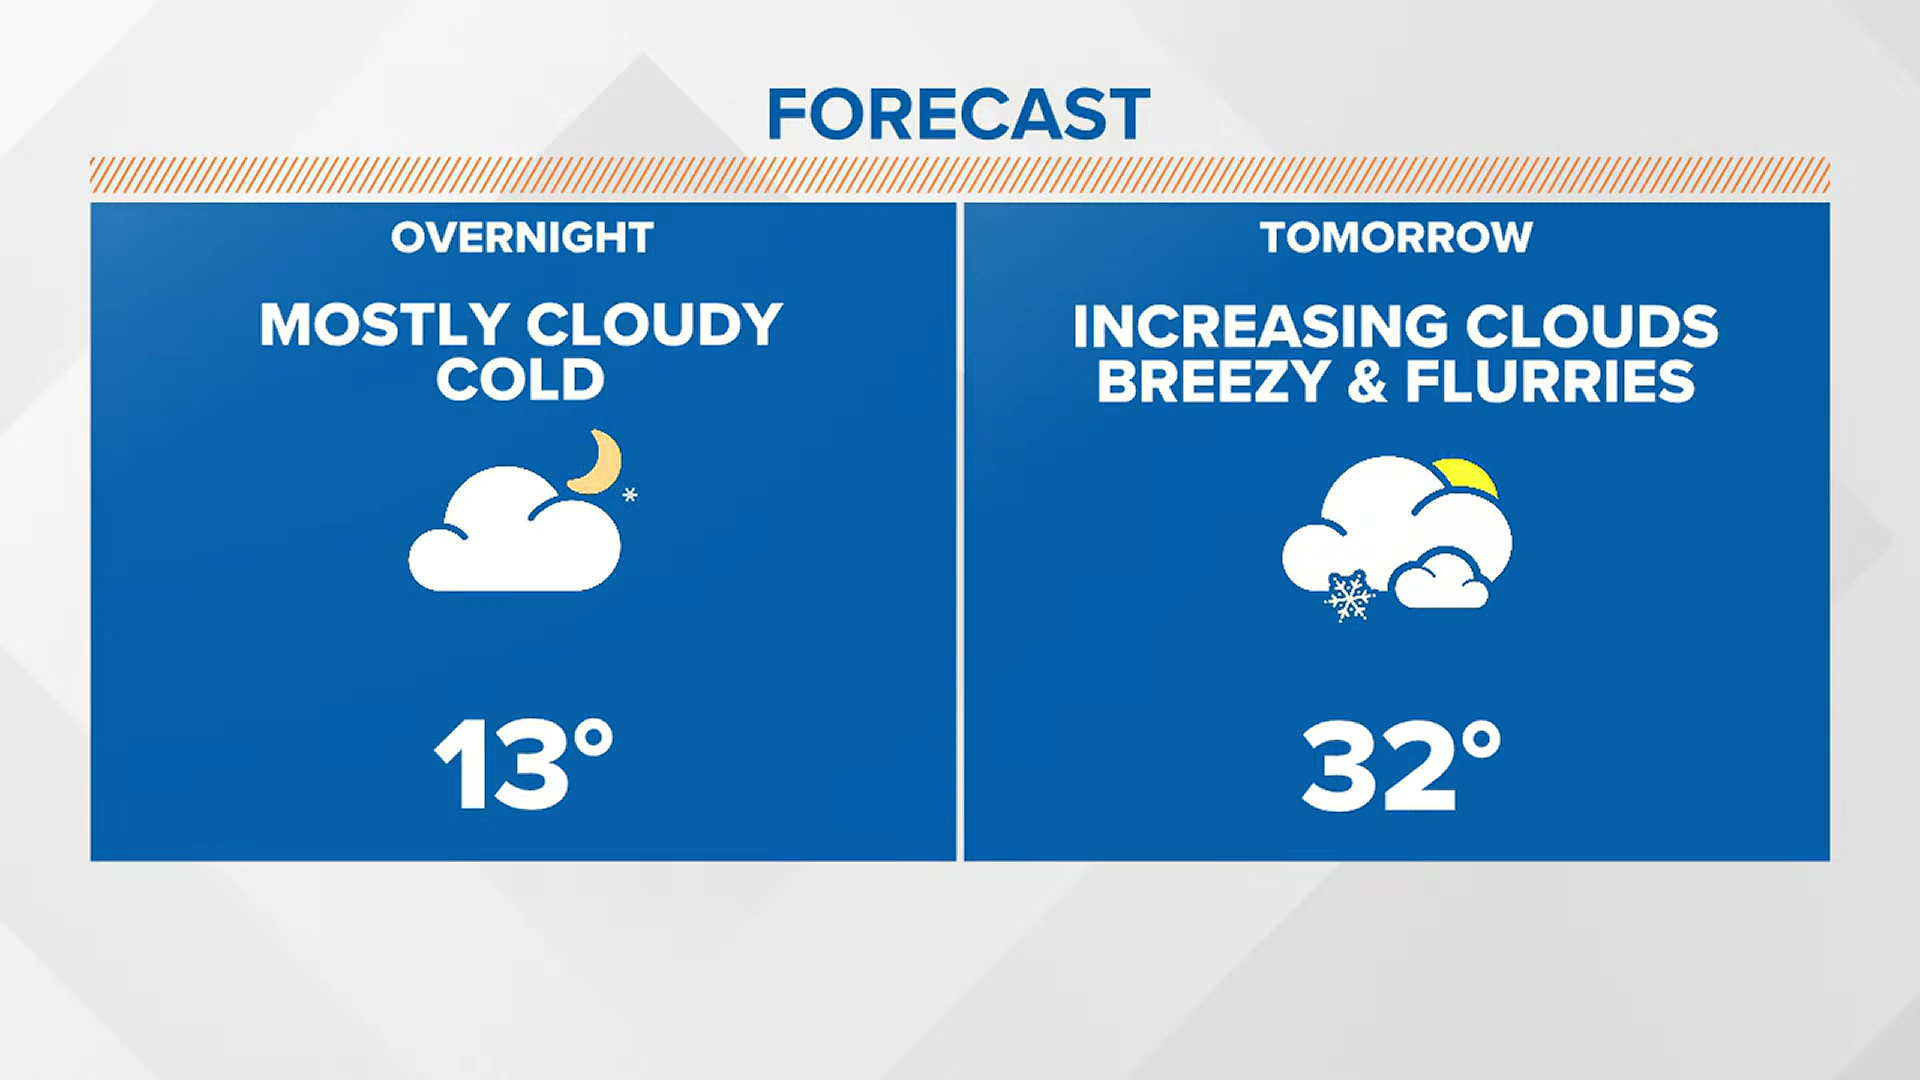 FORECAST
OVERNIGHT
MOSTLY CLOUDY
COLD
13°
TOMORROW
INCREASING CLOUDS
BREEZY & FLURRIES
32°